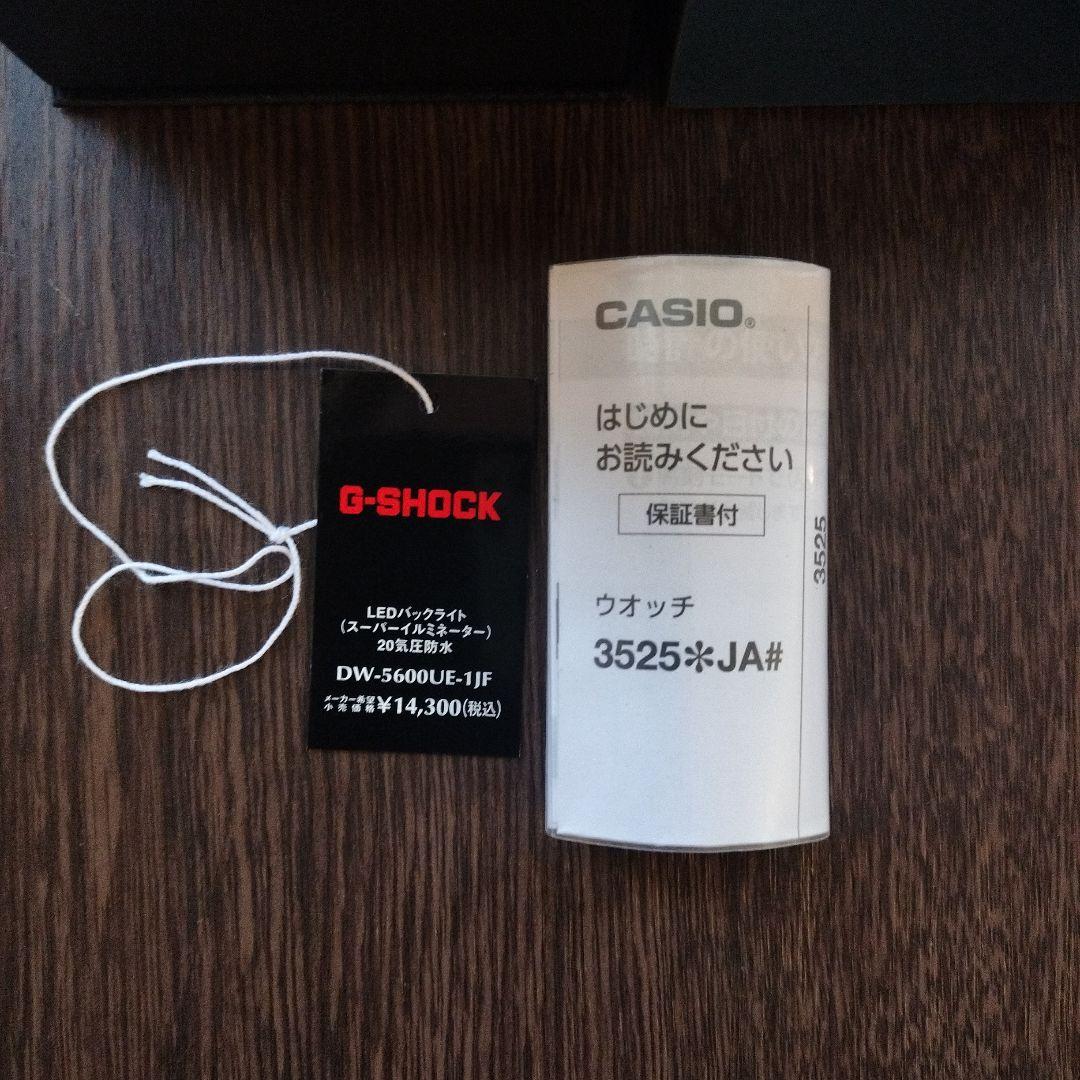 G-SHOCK
LEDバックライト
(スーパーイルミネーター)
20気圧防水
DW-5600UE-1JF
メーカー希望
小売価格 ¥14,300(税込)
CASIO®
はじめに
お読みください
保証書付
ウオッチ
3525✻JA#
3525